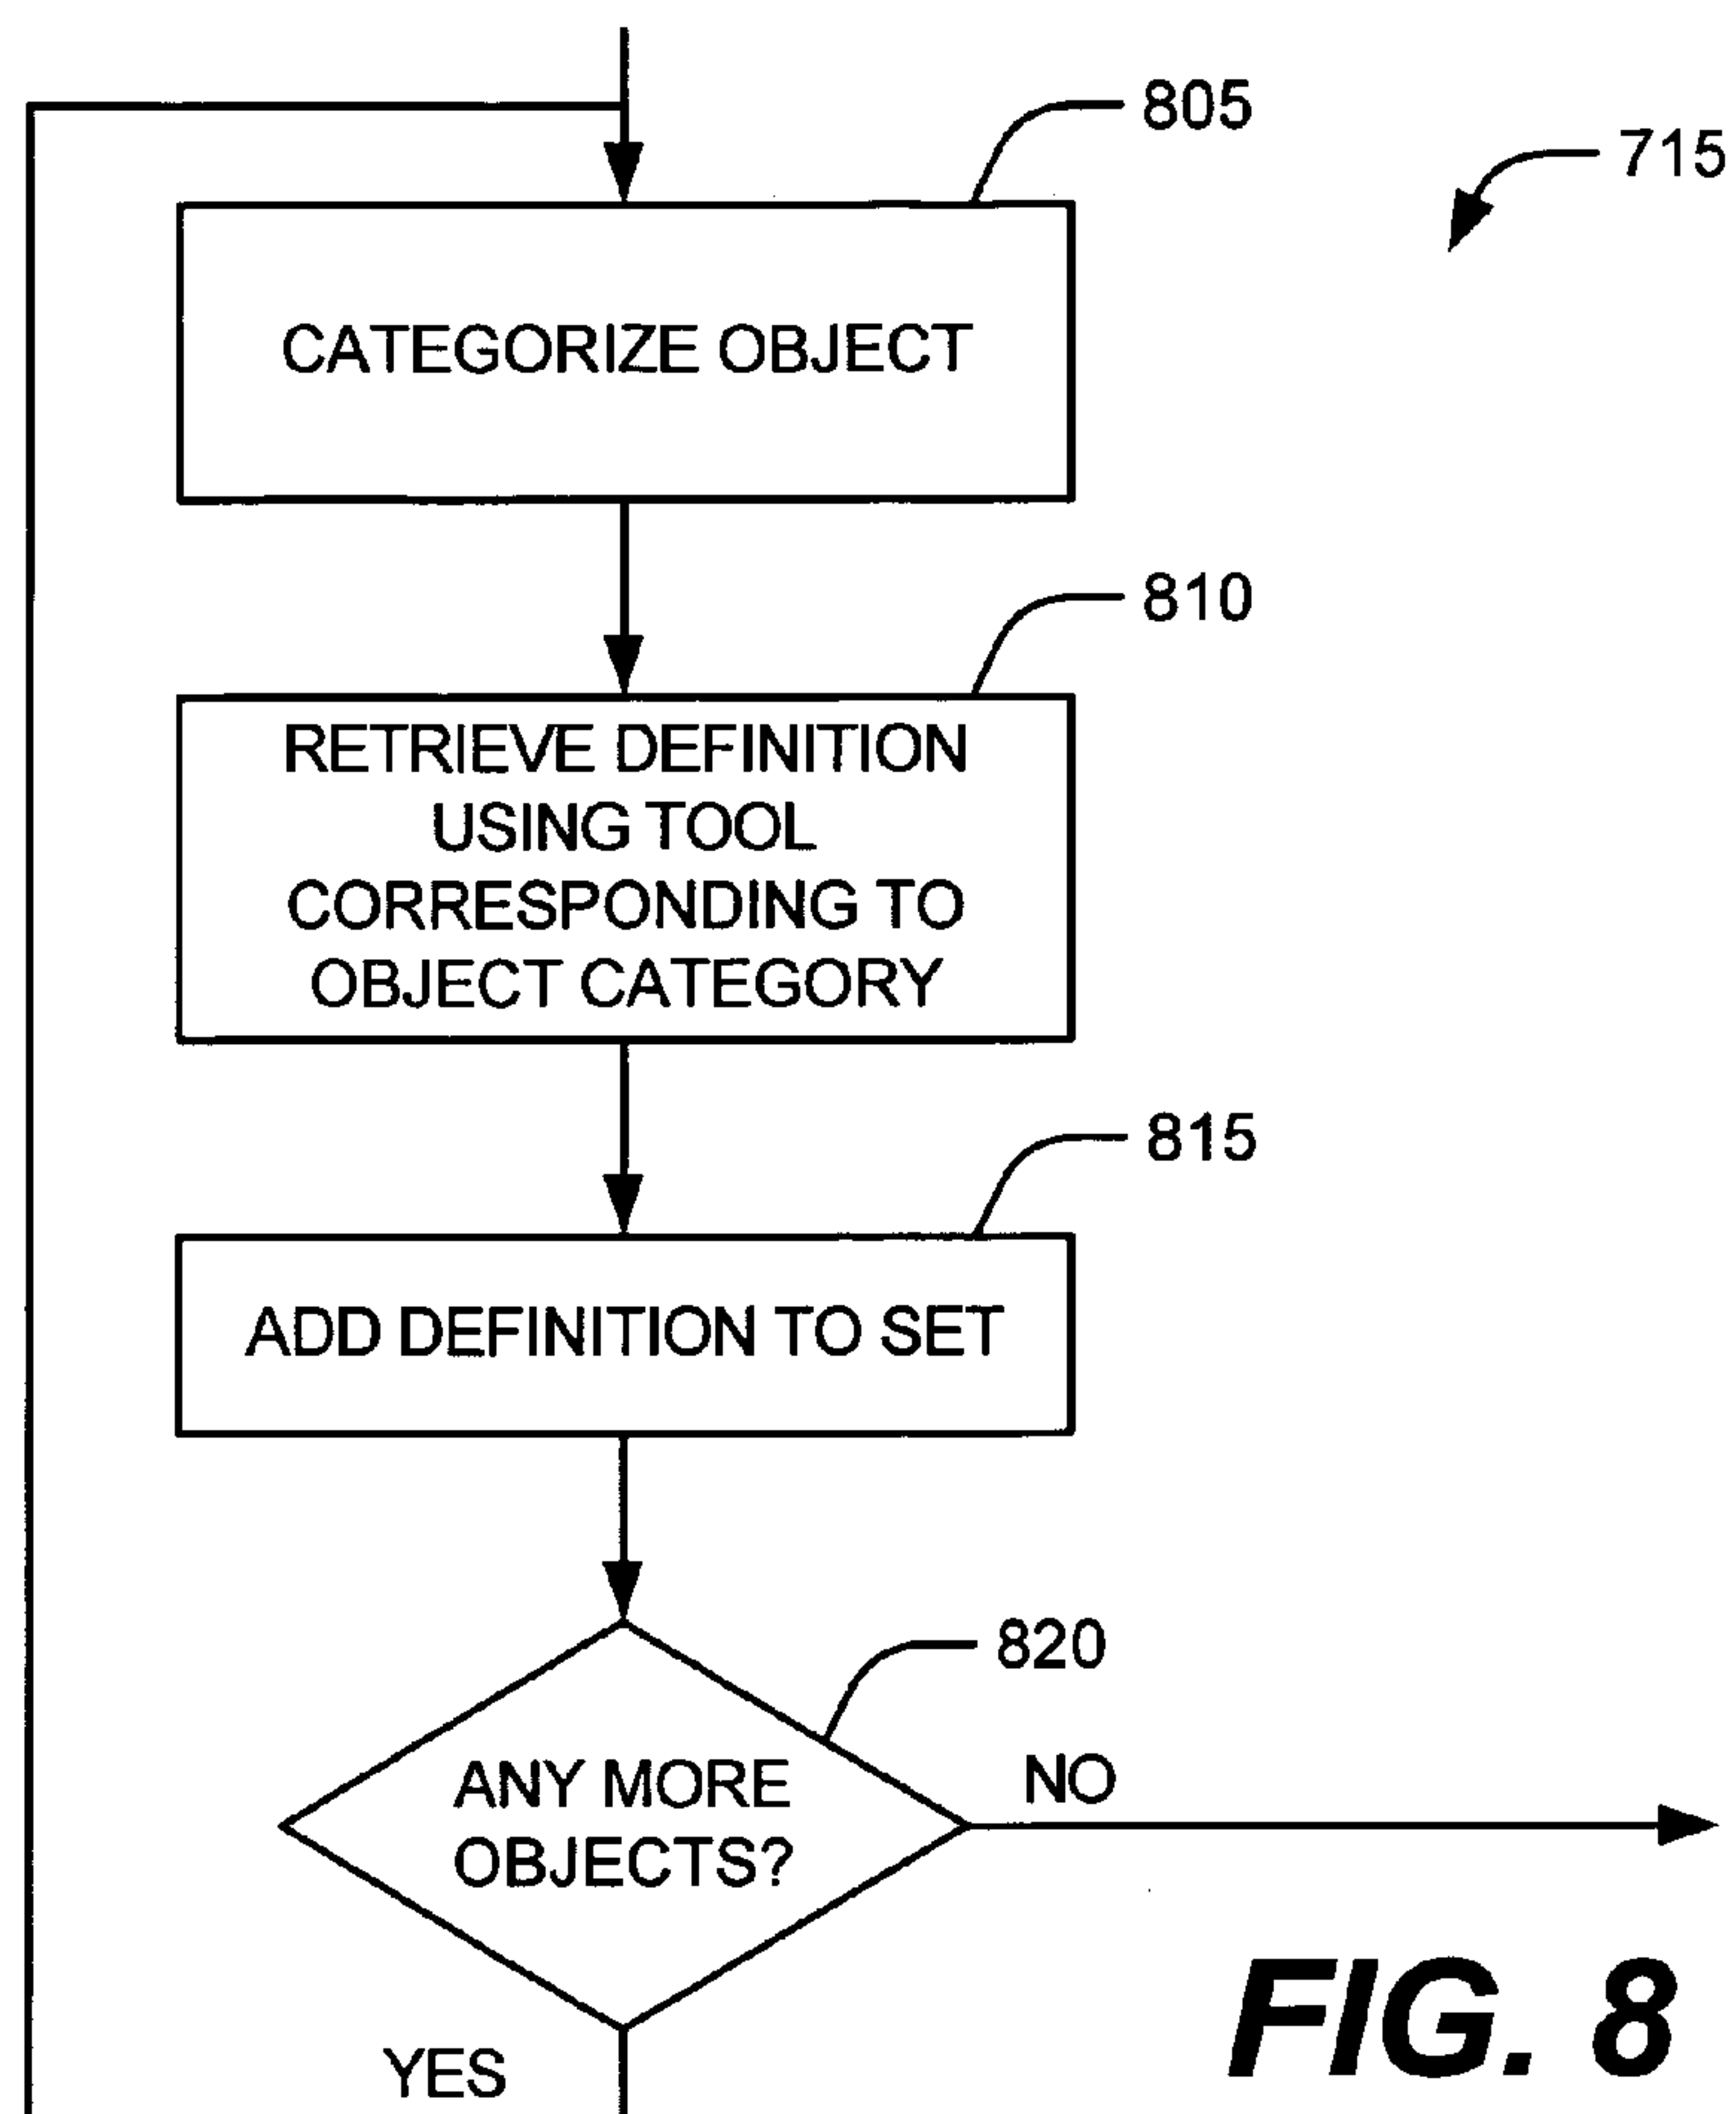 805
715
CATEGORIZE OBJECT
810
RETRIEVE DEFINITION
USING TOOL
CORRESPONDING TO
OBJECT CATEGORY
815
ADD DEFINITION TO SET
820
ANY MORE
OBJECTS?
NO
YES
FIG. 8